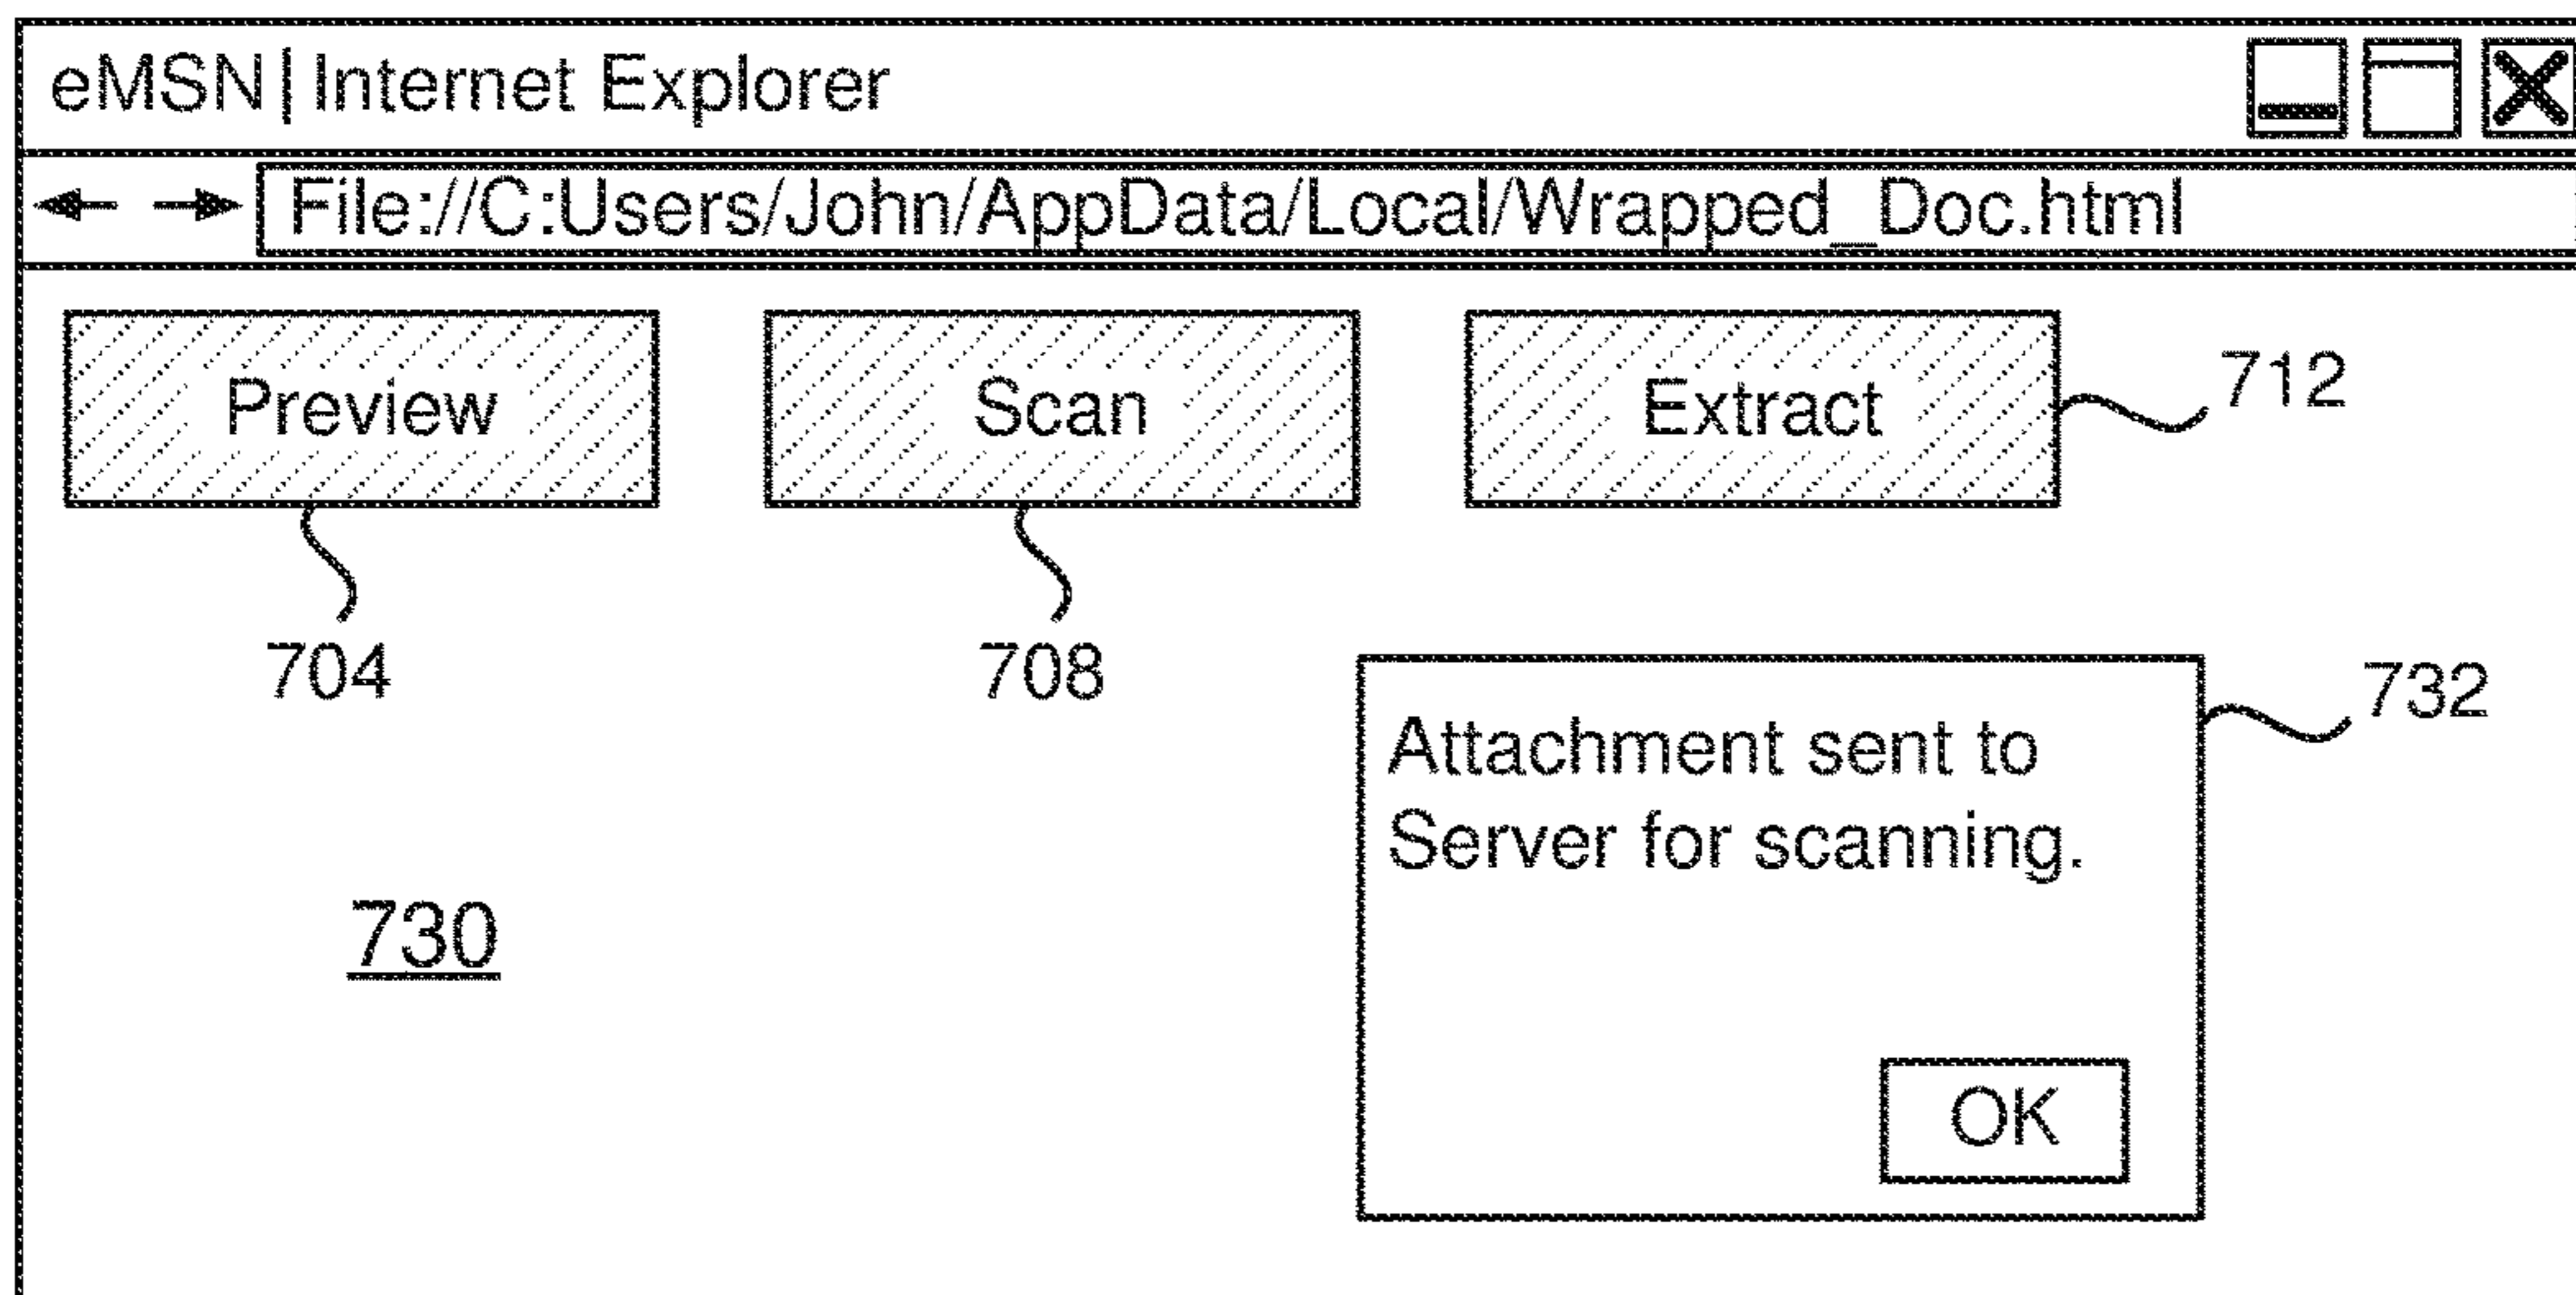 eMSN | Internet Explorer
File://C:Users/John/AppData/Local/Wrapped_Doc.html
Preview
Scan
Extract
712
704
708
732
Attachment sent to
Server for scanning.
730
OK